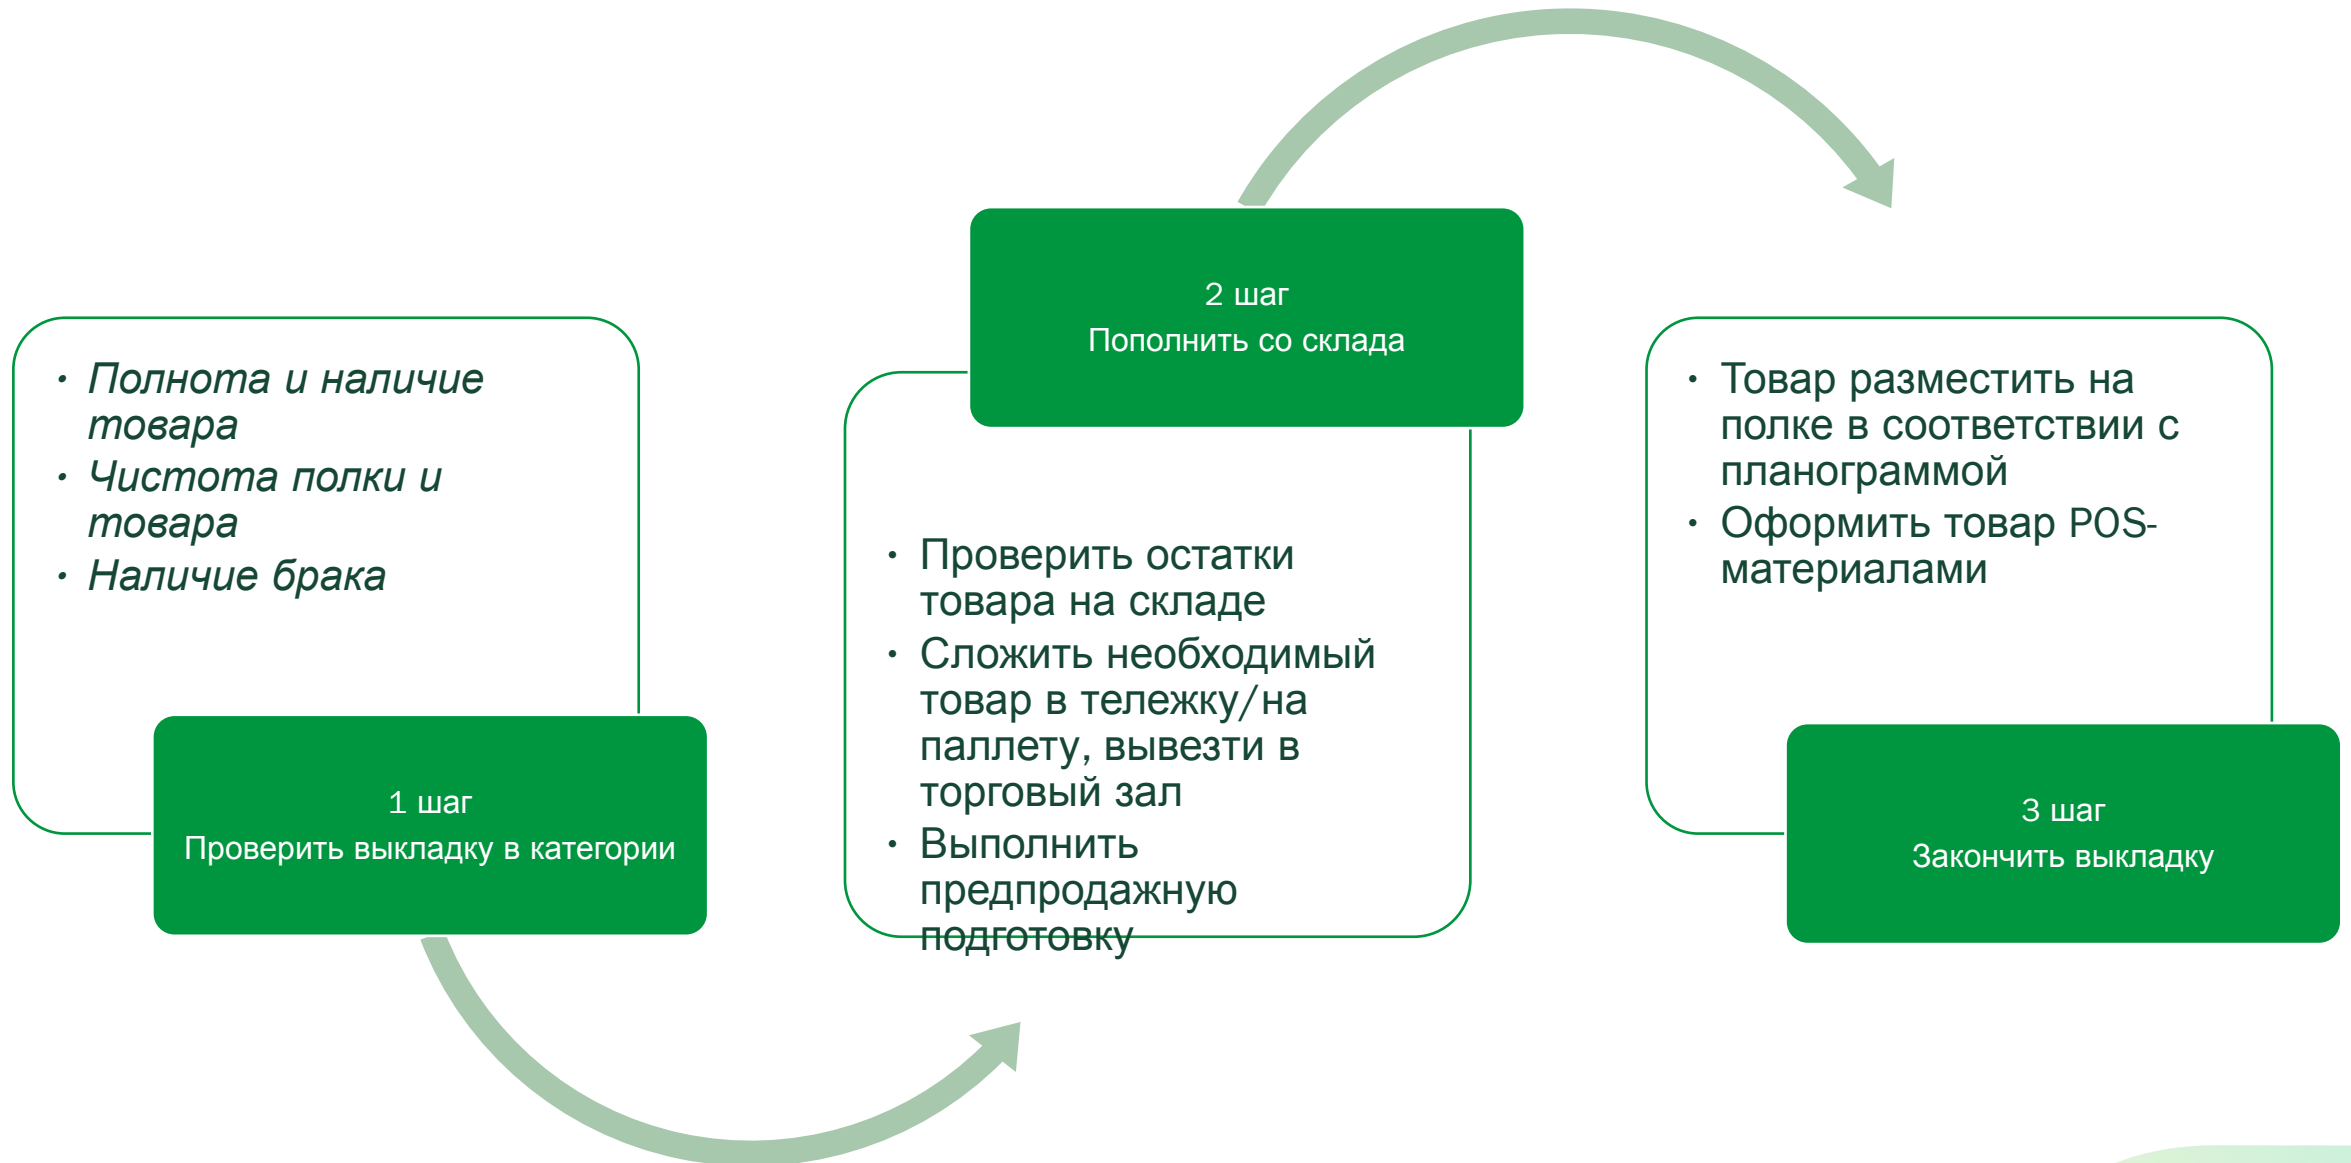 • Полнота и наличие
товара
• Чистота полки и
товара
• Наличие брака
1 шаг
Проверить выкладку в категории
2 шаг
Пополнить со склада
• Проверить остатки
товара на складе
• Сложить необходимый
товар в тележку/на
паллету, вывезти в
торговый зал
• Выполнить
предпродажную
подготовку
• Товар разместить на
полке в соответствии с
планограммой
• Оформить товар POS-
материалами
3 шаг
Закончить выкладку